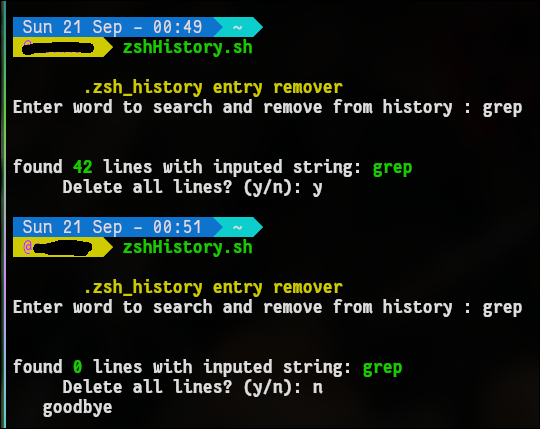 Sun 21 Sep - 00:49 ~
@ zshHistory.sh
.zsh_history entry remover
Enter word to search and remove from history : grep
found 42 lines with inputed string: grep
Delete all lines? (y/n): y
Sun 21 Sep - 00:51 ~
@ zshHistory.sh
.zsh_history entry remover
Enter word to search and remove from history : grep
found 0 lines with inputed string: grep
Delete all lines? (y/n): n
goodbye